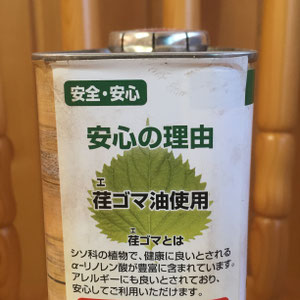 安全・安心
安心の理由
エ
荏ゴマ油使用
エ
荏ゴマとは
シソ科の植物で、健康に良いとされる
α-リノレン酸が豊富に含まれています。
アレルギーにも良いとされており、
安心してご利用いただけます。